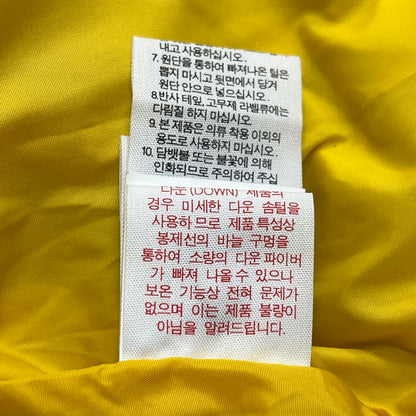 내고 사용하십시오.
7. 원단을 통하여 빠져나온 털은
뽑지 마시고 뒷면에서 당겨
원단 안으로 넣으십시오.
8. 반사 테잎, 고무제 라벨류에는
다림질 하지 마십시오.
9. 본 제품은 의류 착용 이외의
용도로 사용하지 마십시오.
10. 담뱃불 또는 불꽃에 의해
인화되므로 주의하여 주십
다운(DOWN) 제품의
경우 미세한 다운 솜털을
사용하므로 제품 특성상
봉제선의 바늘 구멍을
통하여 소량의 다운 파이버
가 빠져 나올 수 있으나
보온 기능상 전혀 문제가
없으며 이는 제품 불량이
아님을 알려드립니다.